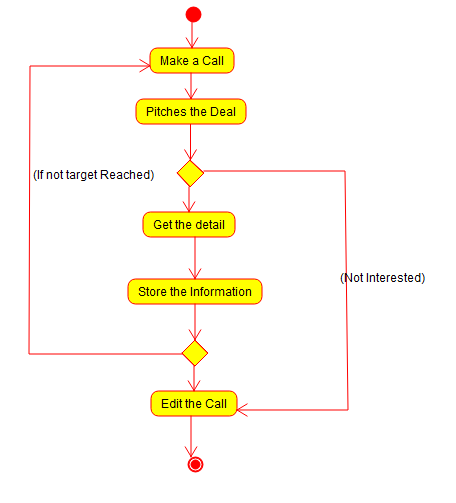 Make a Call
Pitches the Deal
(If not target Reached)
Get the detail
(Not Interested)
Store the Information
Edit the Call